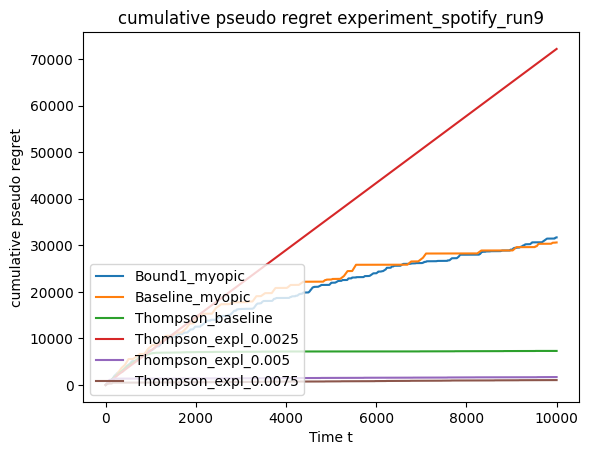 cumulative pseudo regret experiment_spotify_run9
cumulative pseudo regret
70000
60000
50000
40000
30000
20000
10000
0
Bound1_myopic
Baseline_myopic
Thompson_baseline
Thompson_expl_0.0025
Thompson_expl_0.005
Thompson_expl_0.0075
0
2000
4000
6000
8000
10000
Time t